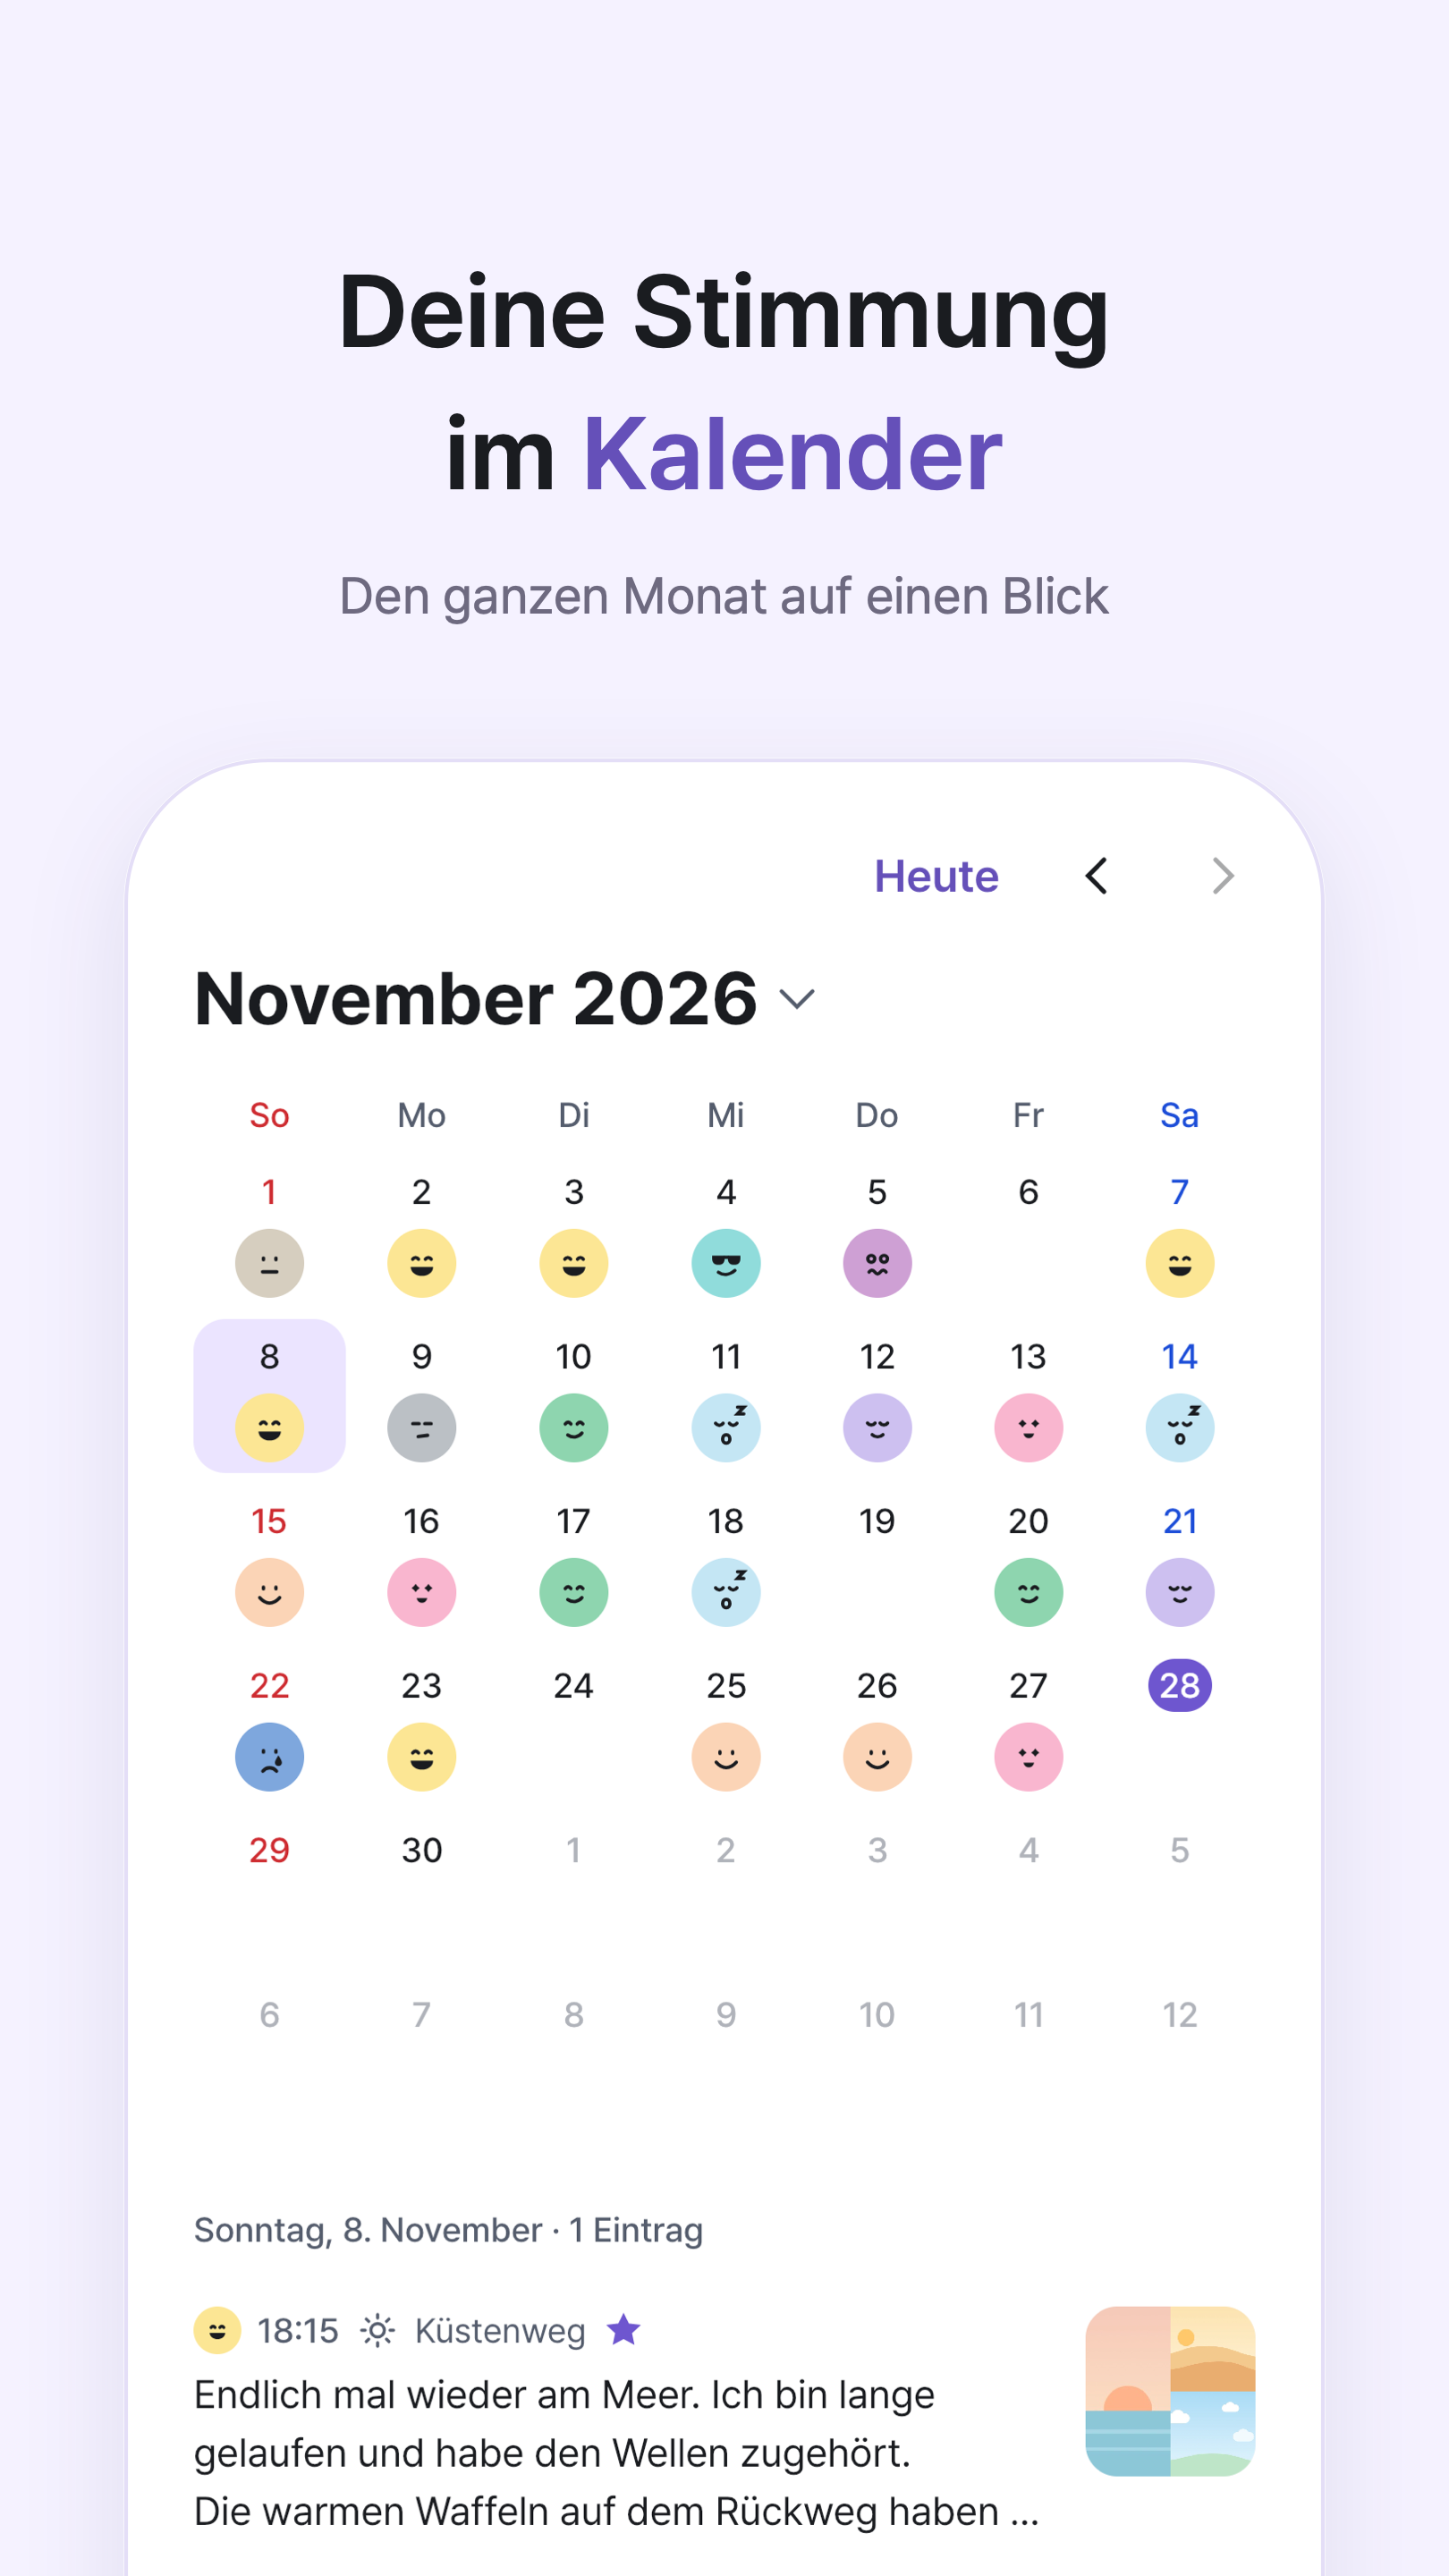 Deine Stimmung
im Kalender
Den ganzen Monat auf einen Blick
Heute
November 2026
So Mo Di Mi Do Fr Sa
1 2 3 4 5 6 7
8 9 10 11 12 13 14
15 16 17 18 19 20 21
22 23 24 25 26 27 28
29 30 1 2 3 4 5
6 7 8 9 10 11 12
Sonntag, 8. November · 1 Eintrag
18:15 Küstenweg
Endlich mal wieder am Meer. Ich bin lange
gelaufen und habe den Wellen zugehört.
Die warmen Waffeln auf dem Rückweg haben ...